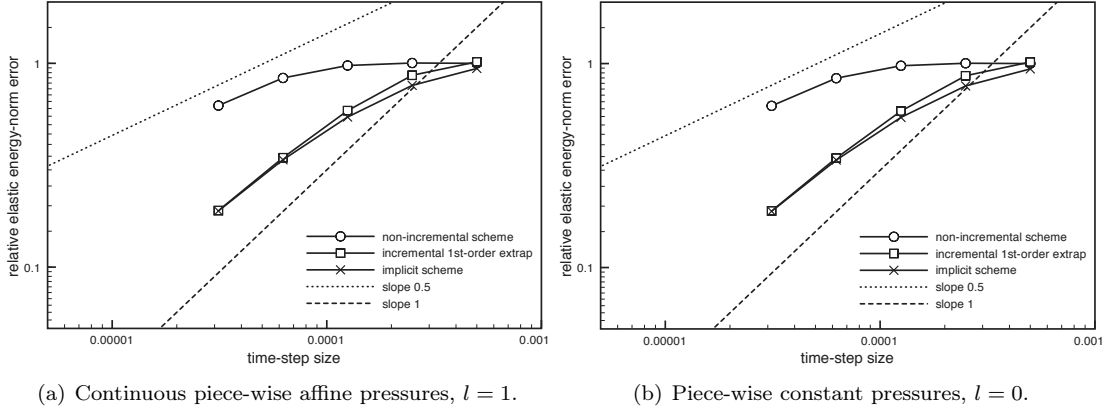 relative elastic energy-norm error
1
0.1
non-incremental scheme
incremental 1st-order extrap
implicit scheme
slope 0.5
slope 1
0.00001
0.0001
0.001
time-step size
(a) Continuous piece-wise affine pressures, l = 1.
relative elastic energy-norm error
1
0.1
non-incremental scheme
incremental 1st-order extrap
implicit scheme
slope 0.5
slope 1
0.00001
0.0001
0.001
time-step size
(b) Piece-wise constant pressures, l = 0.